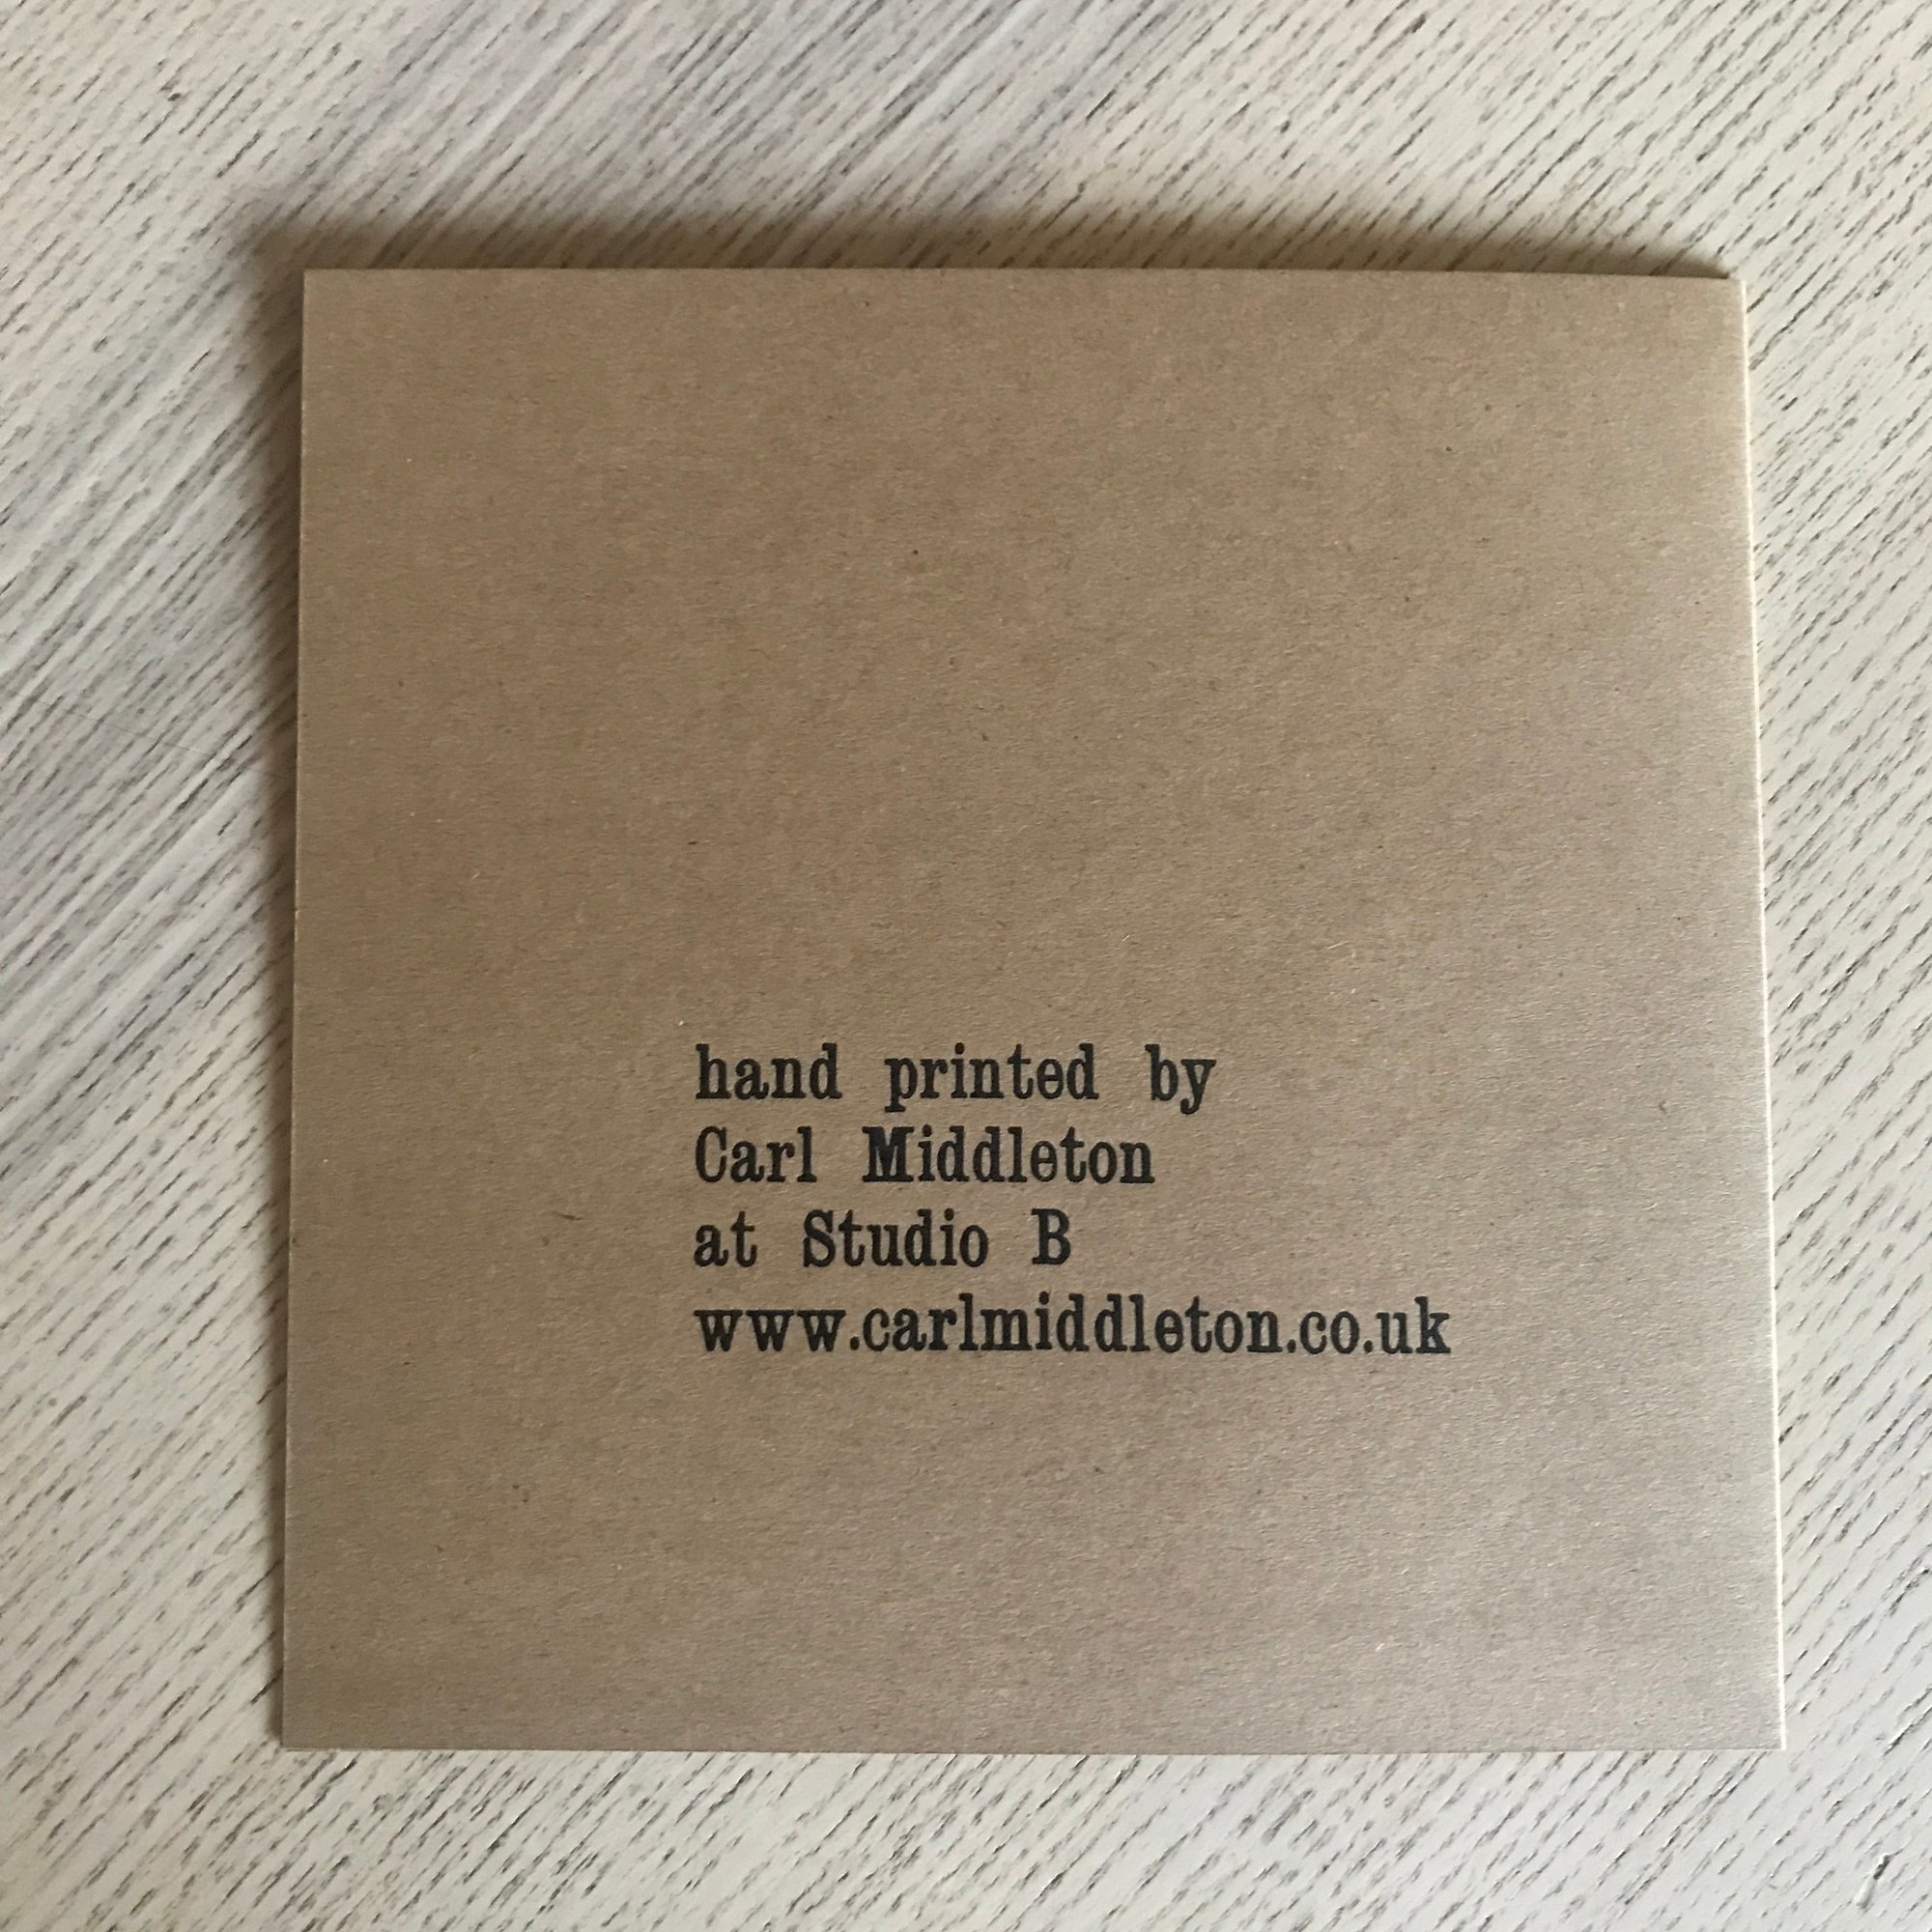 hand printed by
Carl Middleton
at Studio B
www.carlmiddleton.co.uk